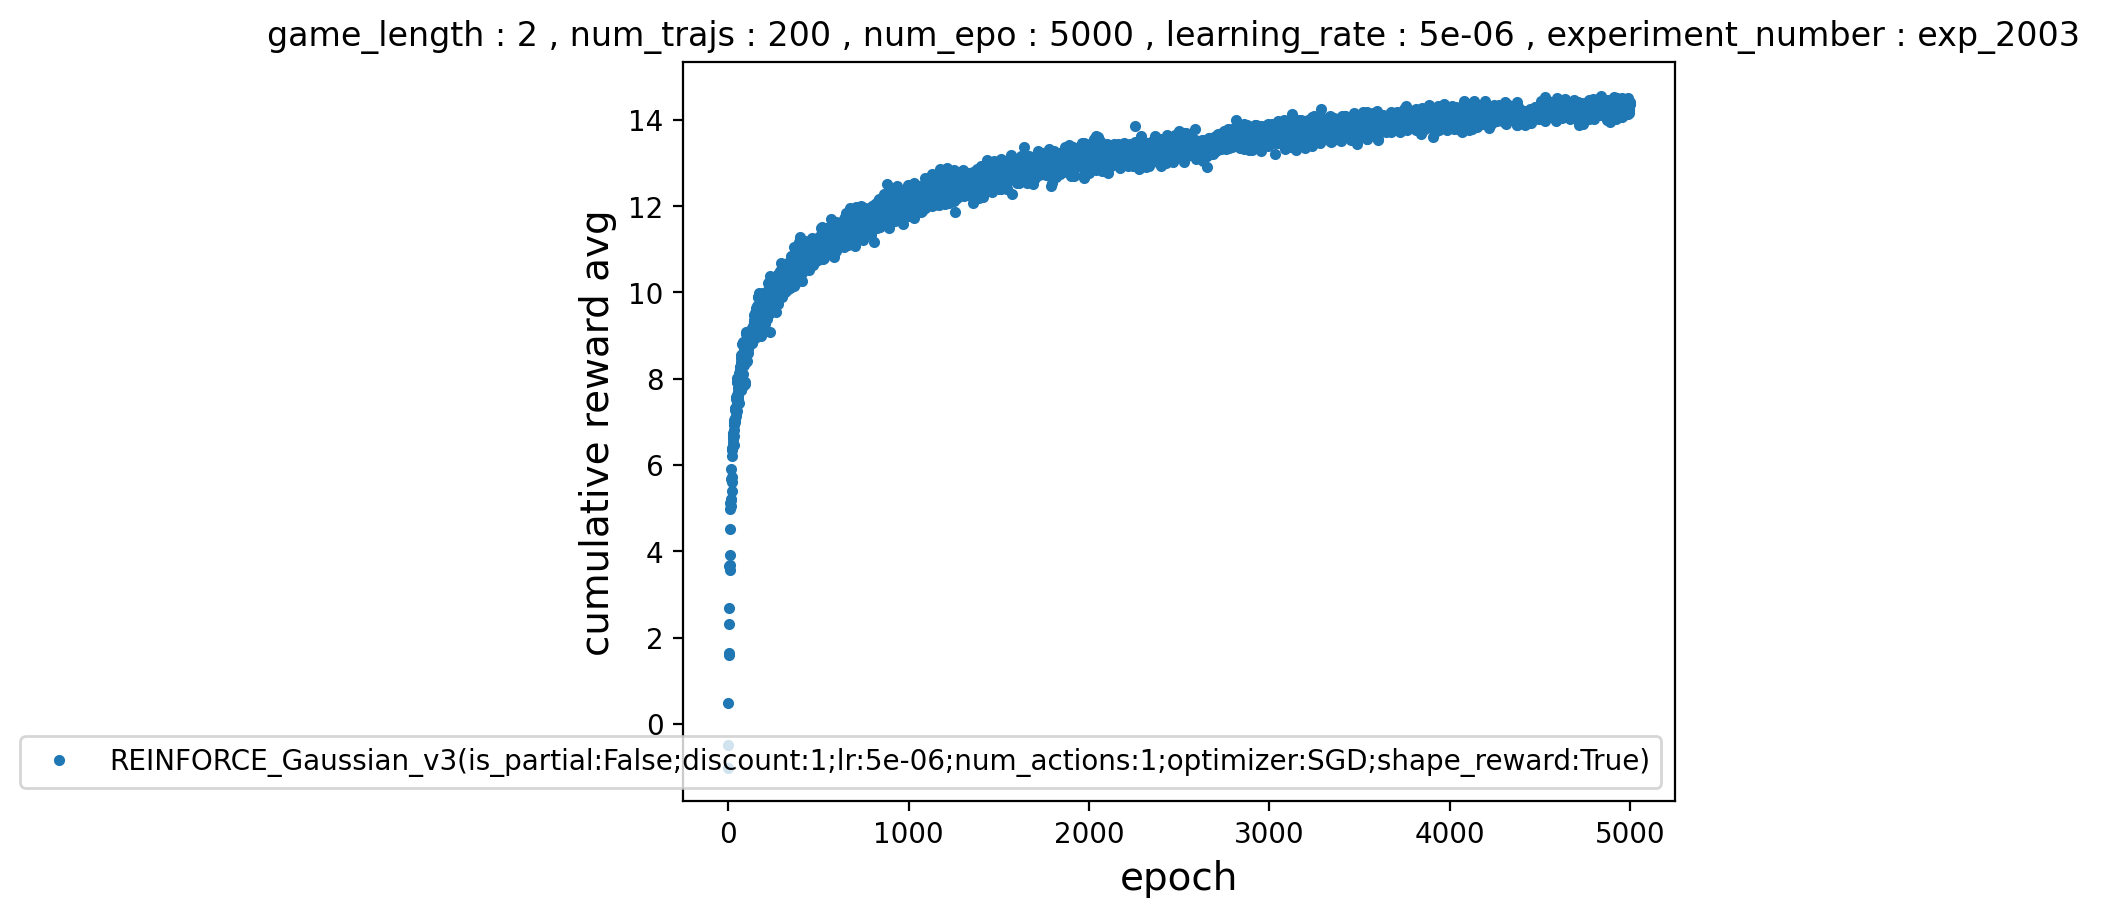 game_length : 2 , num_trajs : 200 , num_epo : 5000 , learning_rate : 5e-06 , experiment_number : exp_2003
cumulative reward avg
14
12
10
8
6
4
2
0
REINFORCE_Gaussian_v3(is_partial:False;discount:1;lr:5e-06;num_actions:1;optimizer:SGD;shape_reward:True)
0 1000 2000 3000 4000 5000
epoch